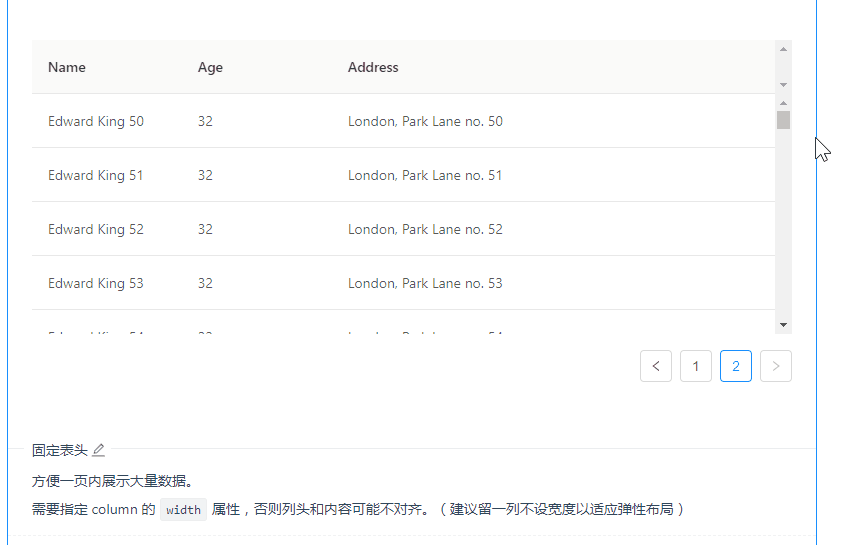 Name Age Address
Edward King 50 32 London, Park Lane no. 50
Edward King 51 32 London, Park Lane no. 51
Edward King 52 32 London, Park Lane no. 52
Edward King 53 32 London, Park Lane no. 53
1 2
固定表头
方便一页内展示大量数据。
需要指定 column 的 width 属性，否则列头和内容可能不对齐。（建议留一列不设宽度以适应弹性布局）